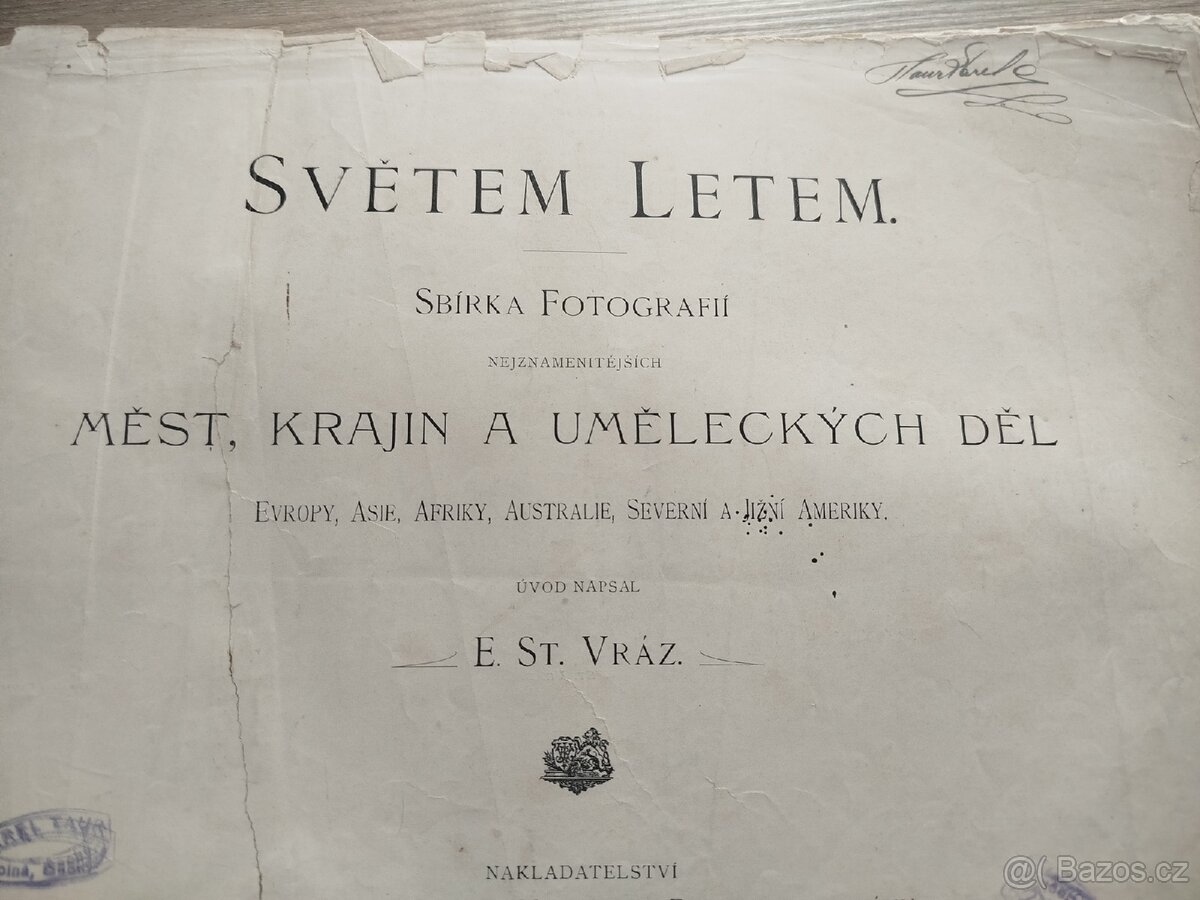 SVĚTEM LETEM.
SBÍRKA FOTOGRAFIÍ
NEJZNAMENITĚJŠÍCH
MĚST, KRAJIN A UMĚLECKÝCH DĚL
EVROPY, ASIE, AFRIKY, AUSTRALIE, SEVERNÍ A JIŽNÍ AMERIKY.
ÚVOD NAPSAL
E. ST. VRÁZ.
NAKLADATELSTVÍ
@( Bazos.cz